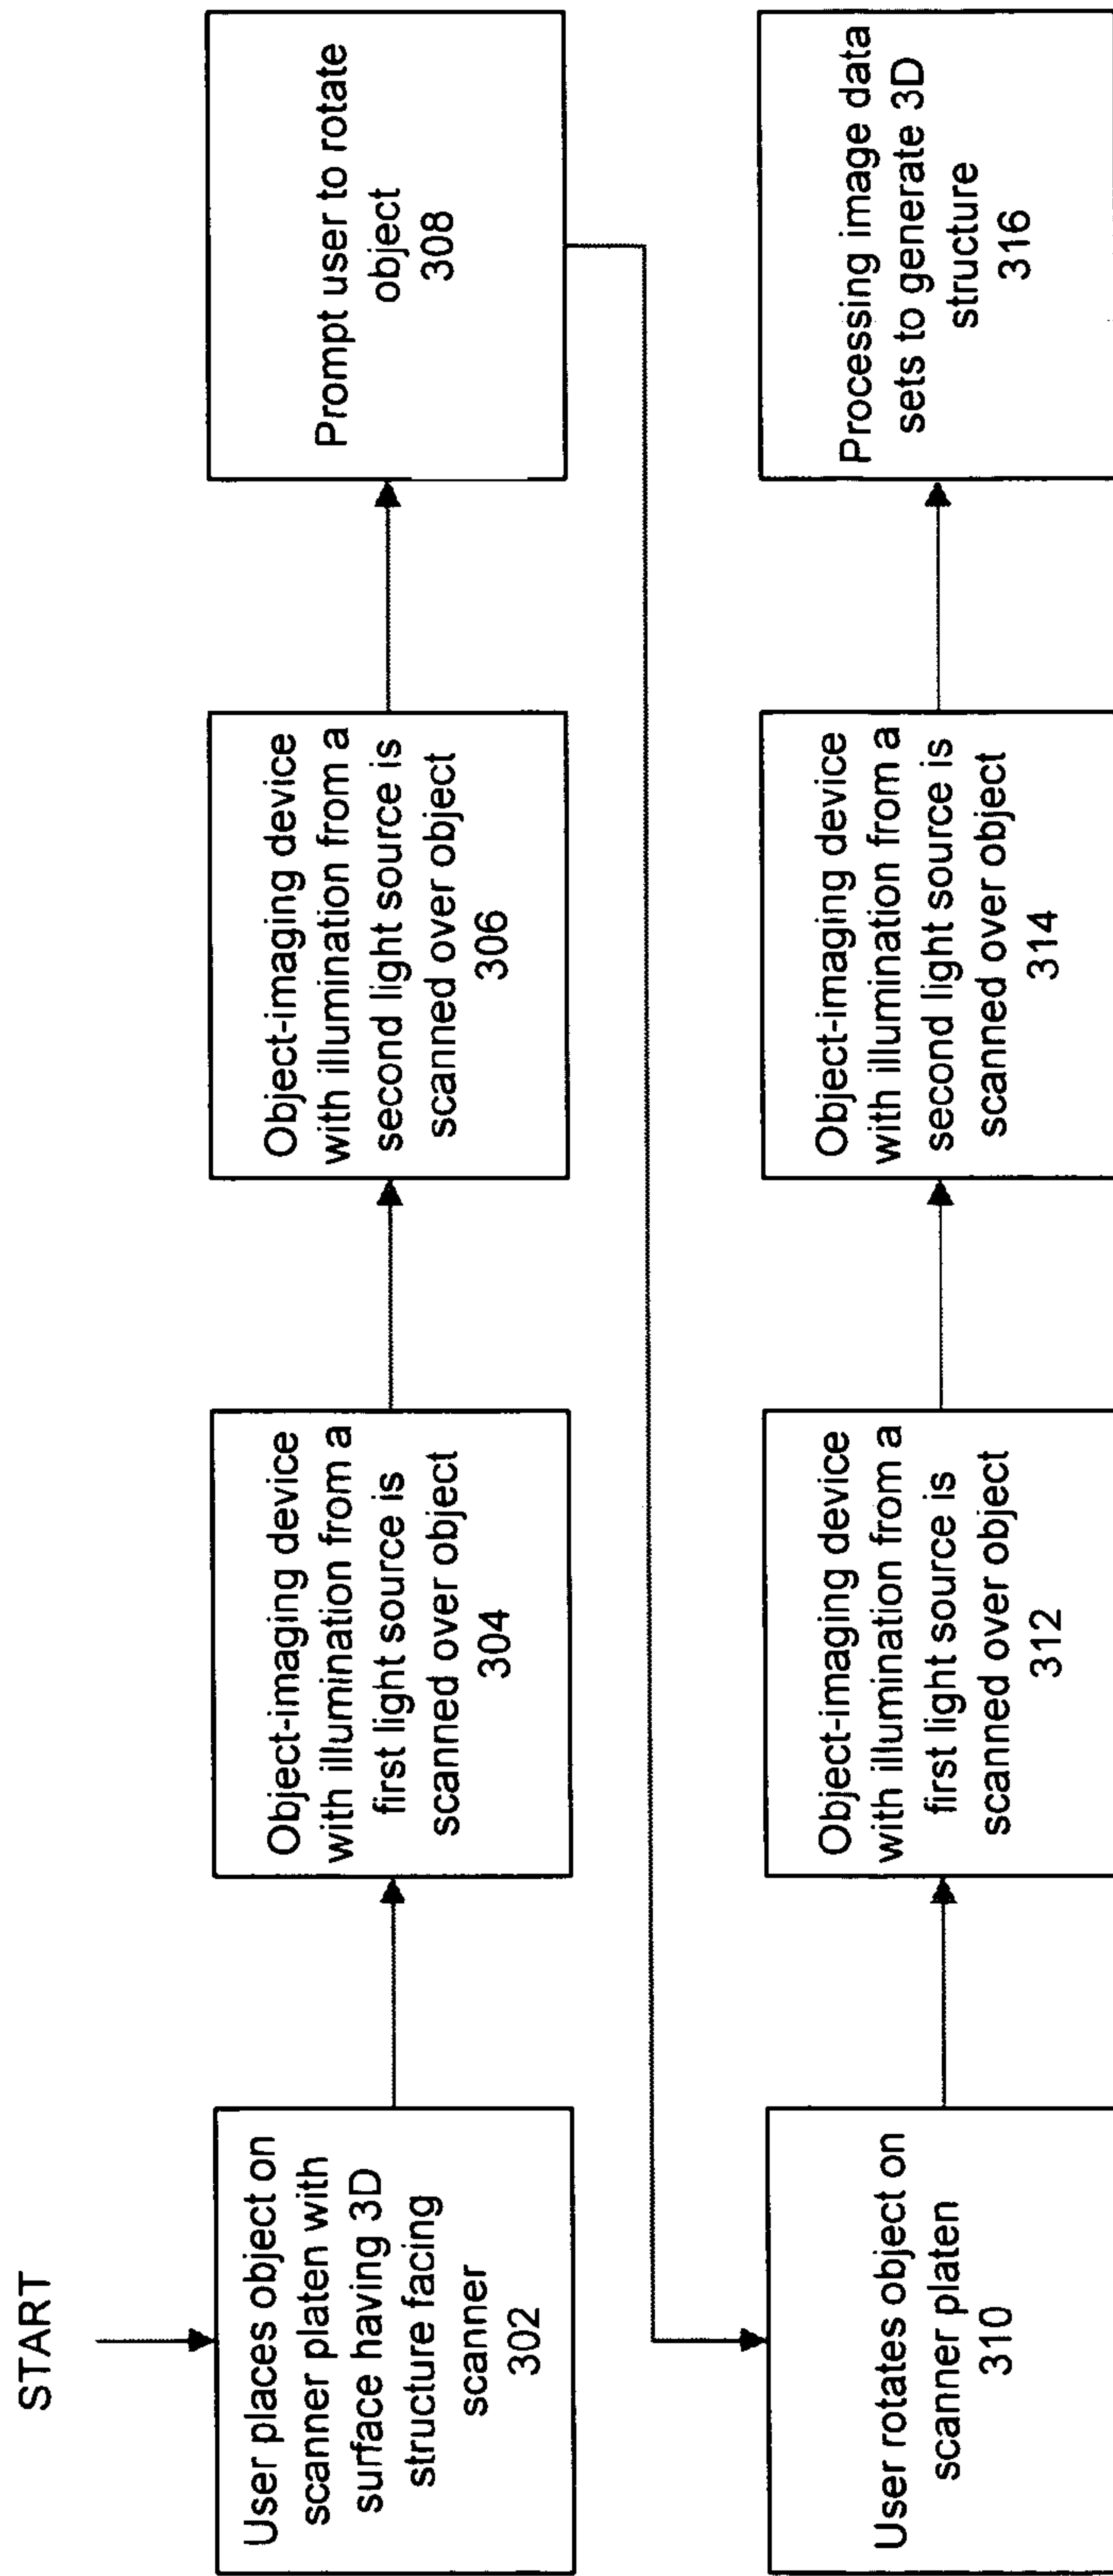 START
User places object on
scanner platen with
surface having 3D
structure facing
scanner
302
Object-imaging device
with illumination from a
first light source is
scanned over object
304
Object-imaging device
with illumination from a
second light source is
scanned over object
306
Prompt user to rotate
object
308
User rotates object on
scanner platen
310
Object-imaging device
with illumination from a
first light source is
scanned over object
312
Object-imaging device
with illumination from a
second light source is
scanned over object
314
Processing image data
sets to generate 3D
structure
316